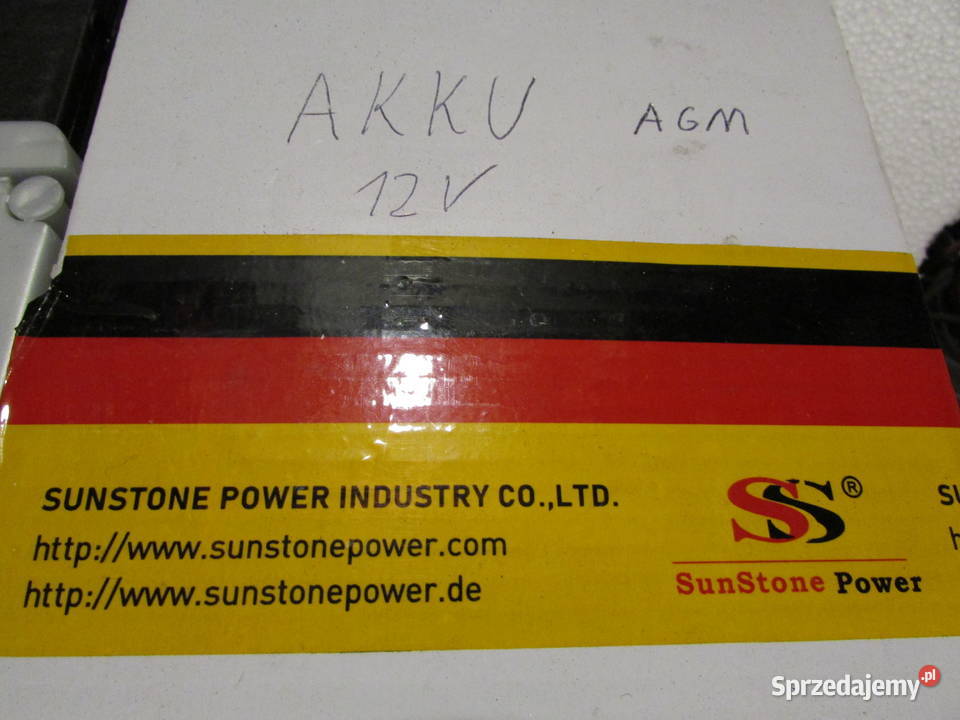 AKKU AGM
12V
SUNSTONE POWER INDUSTRY CO.,LTD.
http://www.sunstonepower.com
http://www.sunstonepower.de
SS®
SunStone Power
Sprzedajemy.pl